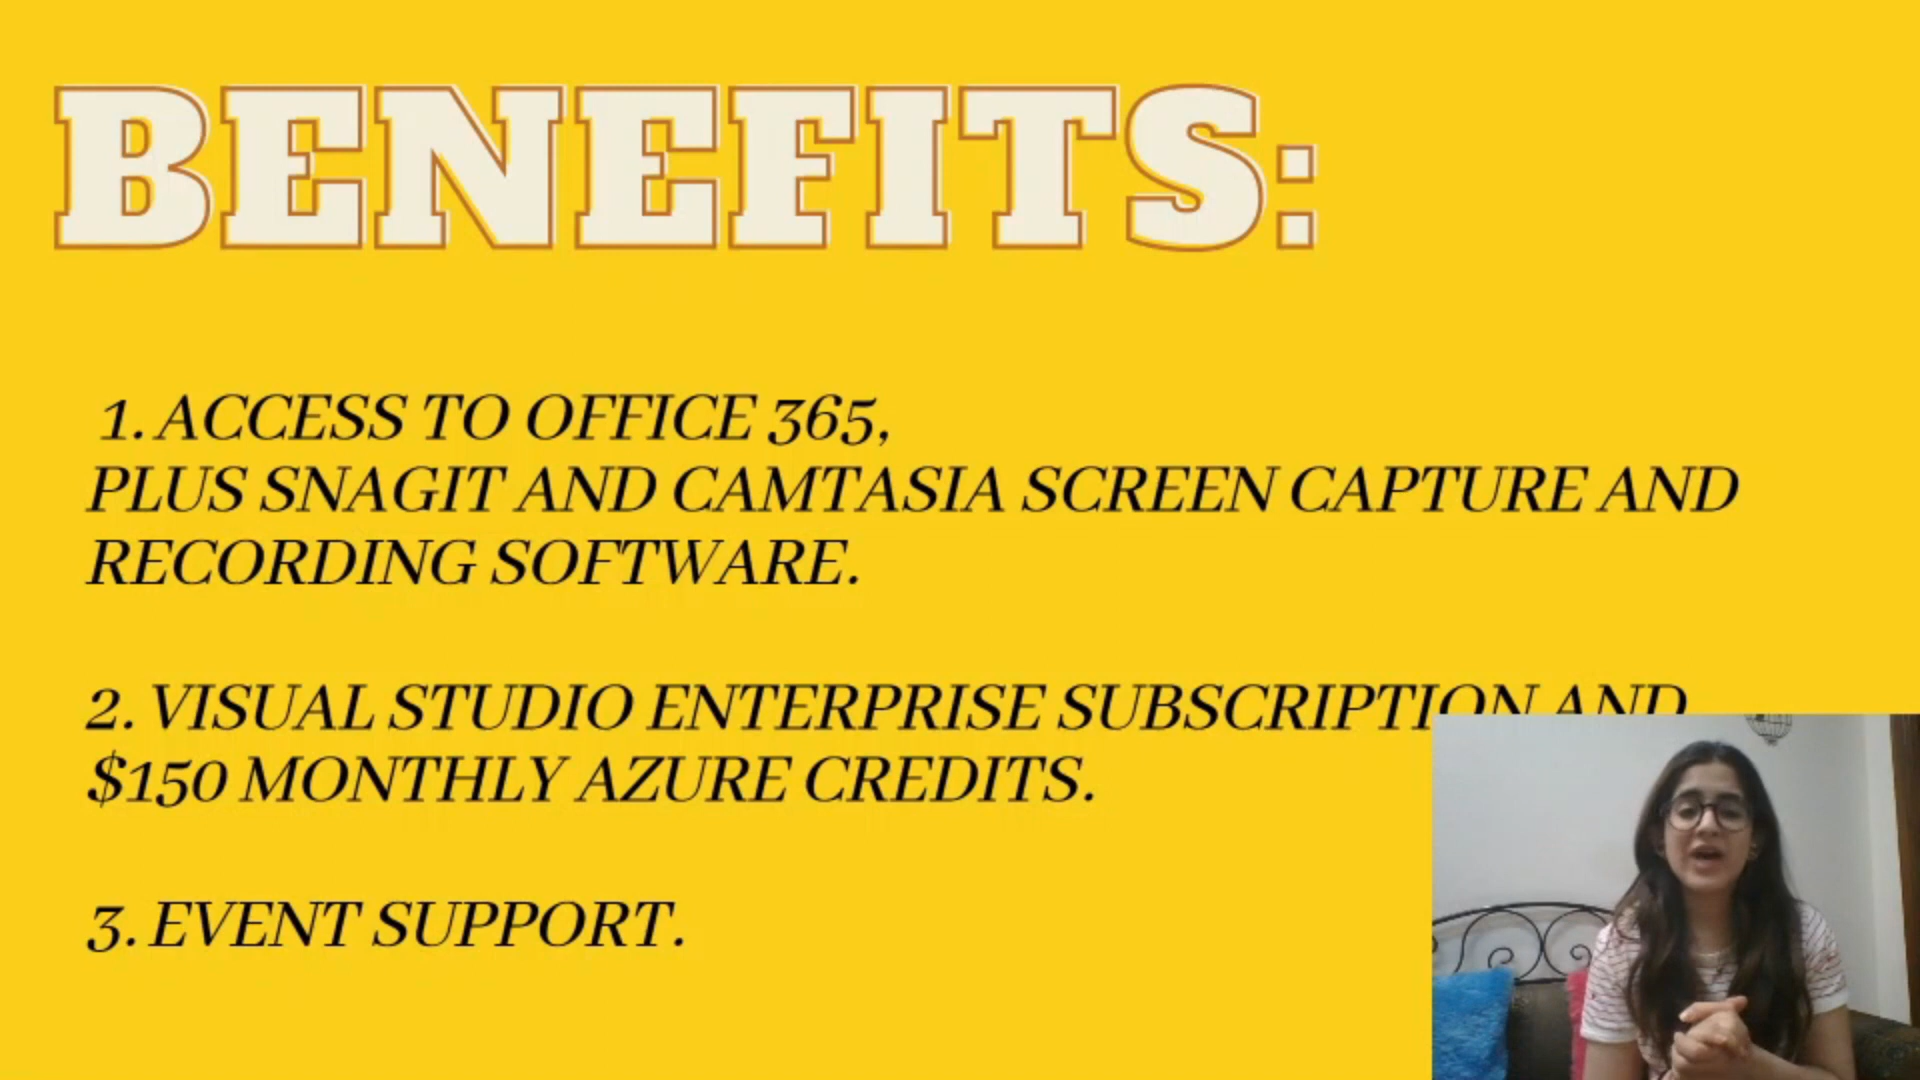 BENEFITS:
1. ACCESS TO OFFICE 365,
PLUS SNAGIT AND CAMTASIA SCREEN CAPTURE AND
RECORDING SOFTWARE.
2. VISUAL STUDIO ENTERPRISE SUBSCRIPTION AND
$150 MONTHLY AZURE CREDITS.
3. EVENT SUPPORT.